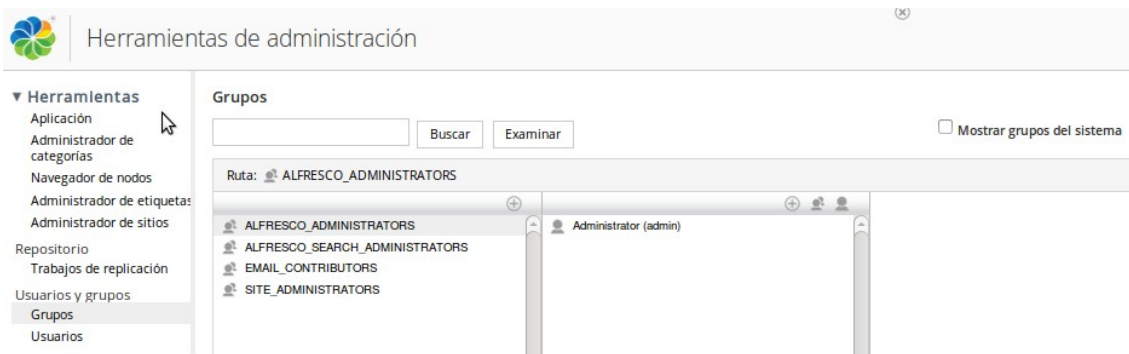 Herramientas de administración
Herramientas
Aplicación
Administrador de
categorías
Navegador de nodos
Administrador de etiquetas
Administrador de sitios
Repositorio
Trabajos de replicación
Usuarios y grupos
Grupos
Usuarios
Grupos
Buscar
Examinar
Mostrar grupos del sistema
Ruta: ALFRESCO_ADMINISTRATORS
ALFRESCO_ADMINISTRATORS
ALFRESCO_SEARCH_ADMINISTRATORS
EMAIL_CONTRIBUTORS
SITE_ADMINISTRATORS
Administrator (admin)